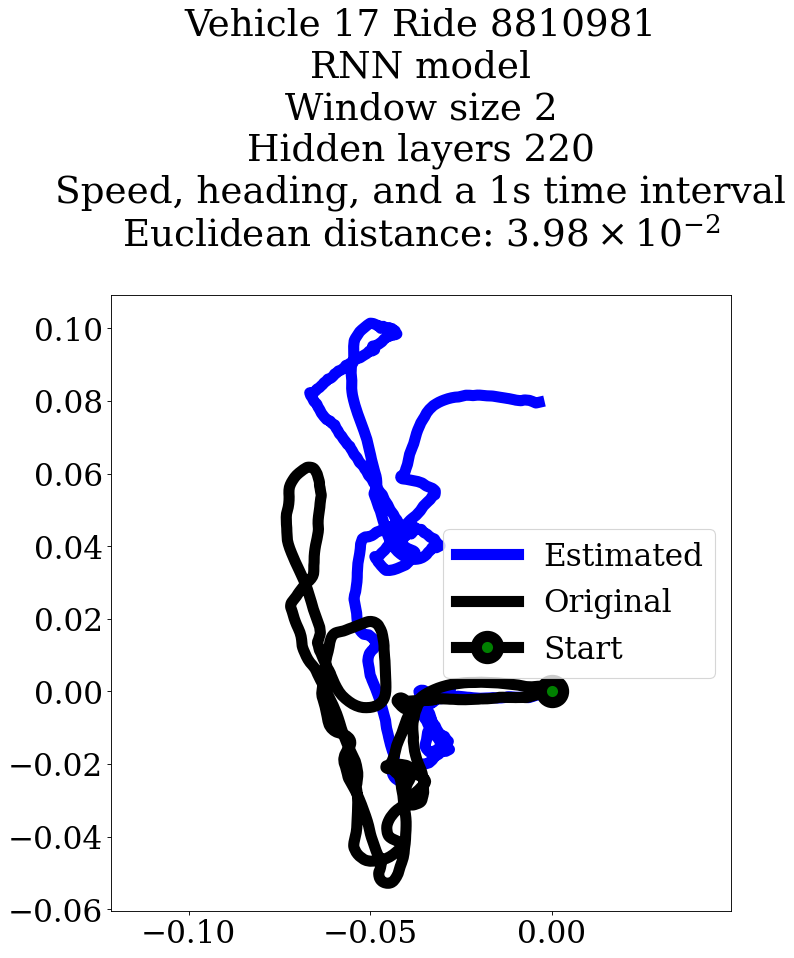 Vehicle 17 Ride 8810981
RNN model
Window size 2
Hidden layers 220
Speed, heading, and a 1s time interval
Euclidean distance: 3.98 × 10⁻²
0.10
0.08
0.06
0.04
0.02
0.00
−0.02
−0.04
−0.06
Estimated
Original
Start
−0.10
−0.05
0.00